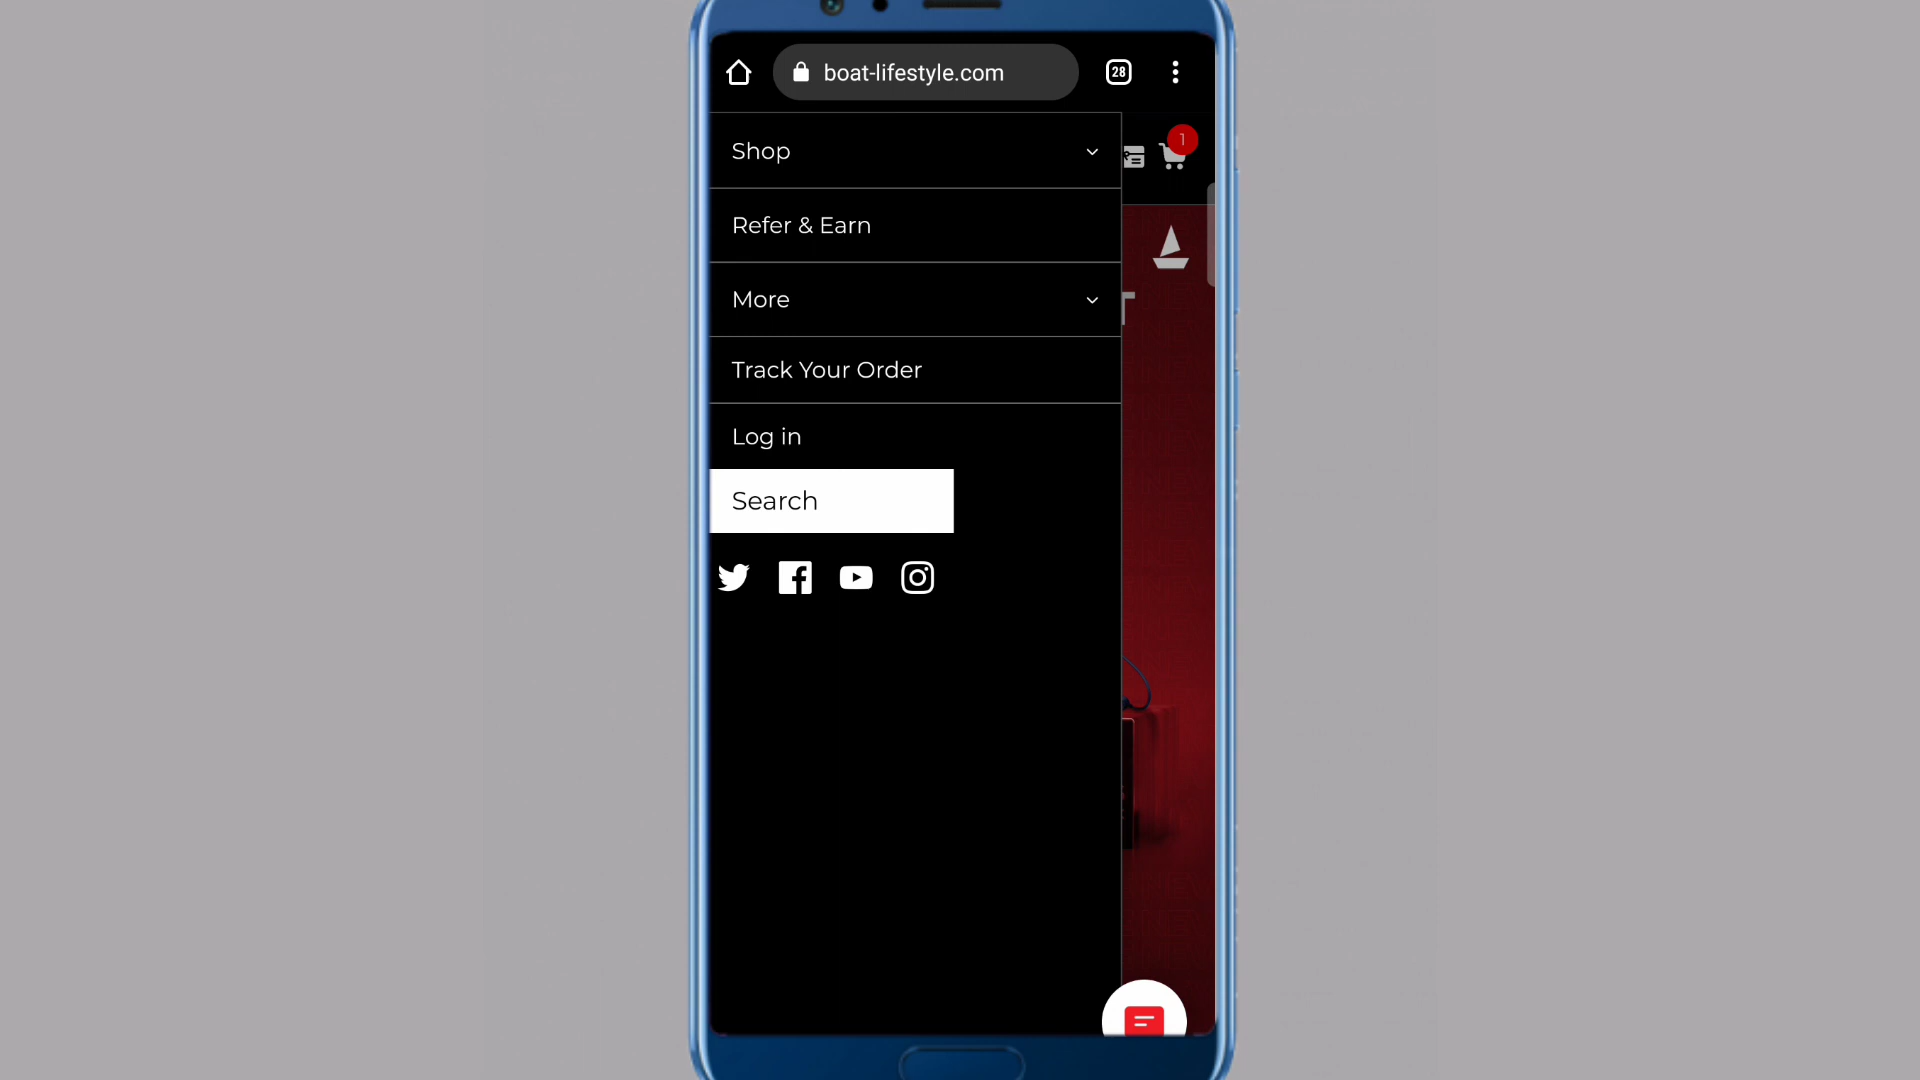 boat-lifestyle.com
28
Shop
1
Refer & Earn
More
T
Track Your Order
Log in
Search